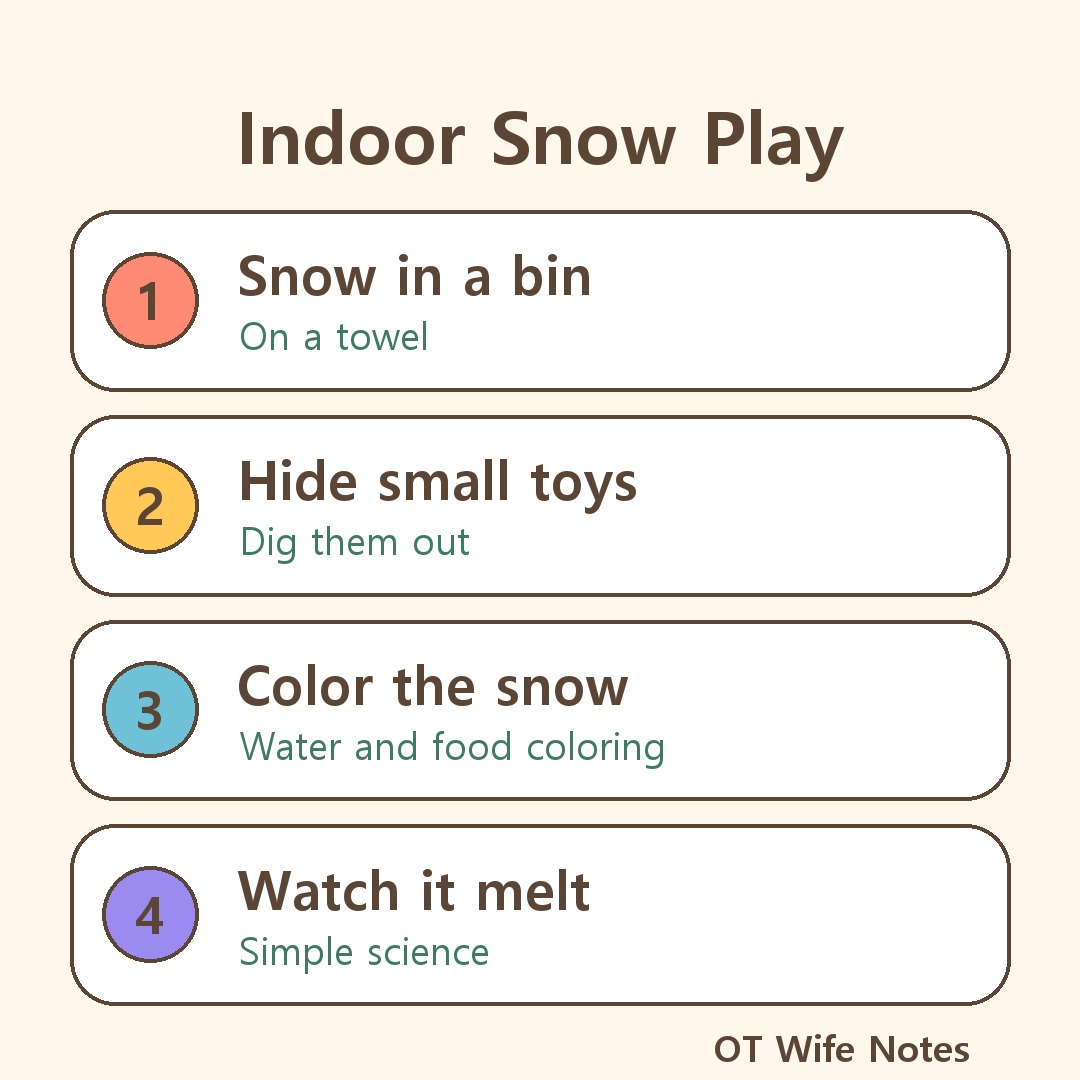 Indoor Snow Play
1
Snow in a bin
On a towel
2
Hide small toys
Dig them out
3
Color the snow
Water and food coloring
4
Watch it melt
Simple science
OT Wife Notes